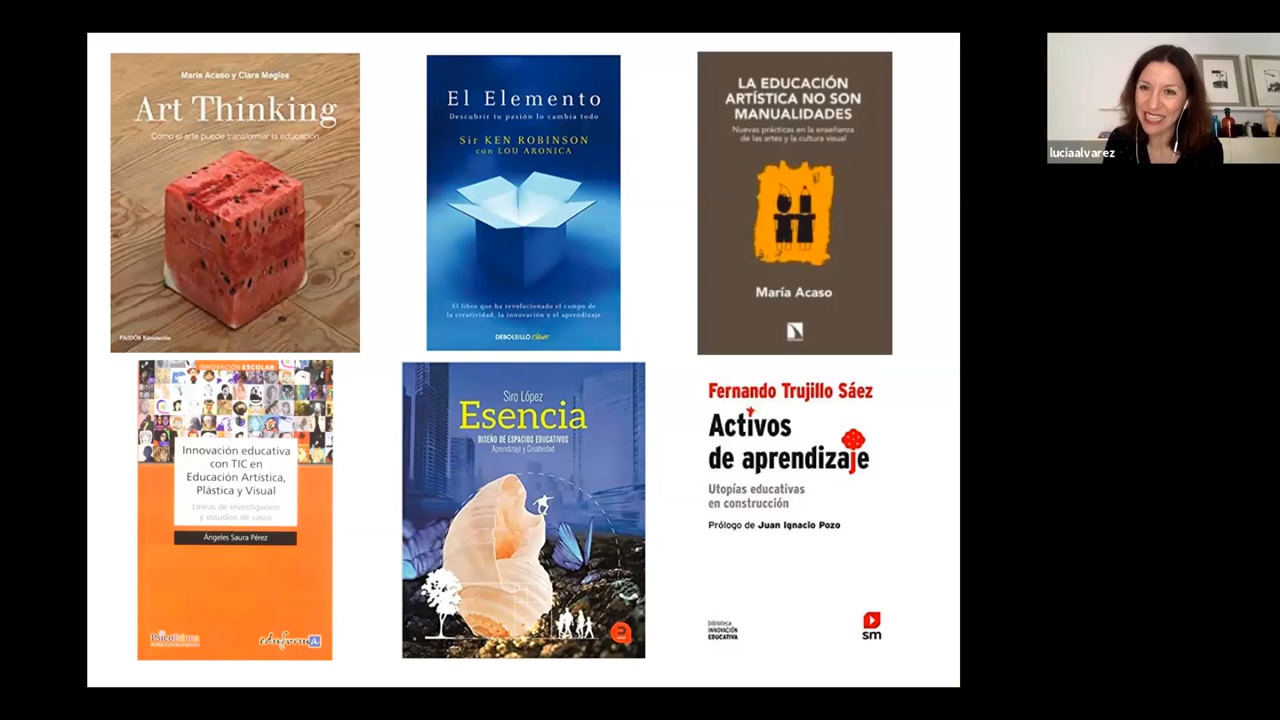 María Acaso y Clara Megías
Art Thinking
Cómo el arte puede transformar la educación
PAIDÓS Educación
El Elemento
Descubrir tu pasión lo cambia todo
Sir KEN ROBINSON
con LOU ARONICA
El libro que ha revolucionado el campo de
la creatividad, la innovación y el aprendizaje
DEBOLSILLO clave
LA EDUCACIÓN
ARTÍSTICA NO SON
MANUALIDADES
Nuevas prácticas en la enseñanza
de las artes y la cultura visual
María Acaso
luciaalvarez
INNOVACIÓN ESCOLAR
Innovación educativa
con TIC en
Educación Artística,
Plástica y Visual
Líneas de investigación
y estudios de casos
Ángeles Saura Pérez
eduforma
Siro López
Esencia
DISEÑO DE ESPACIOS EDUCATIVOS
Aprendizaje y Creatividad
Fernando Trujillo Sáez
Activos
de aprendizaje
Utopías educativas
en construcción
Prólogo de Juan Ignacio Pozo
biblioteca
INNOVACIÓN
EDUCATIVA
sm